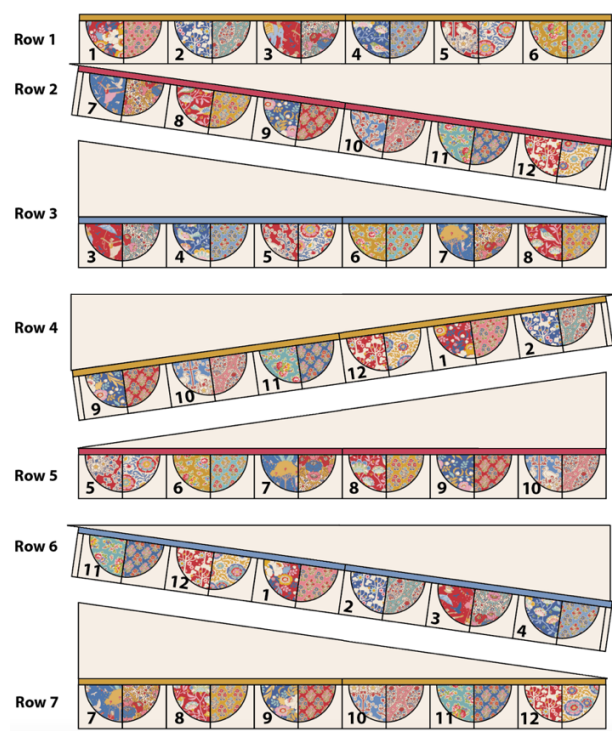 Row 1
1 2 3 4 5 6
Row 2
7 8 9 10 11 12
Row 3
3 4 5 6 7 8
Row 4
9 10 11 12 1 2
Row 5
5 6 7 8 9 10
Row 6
11 12 1 2 3 4
Row 7
7 8 9 10 11 12